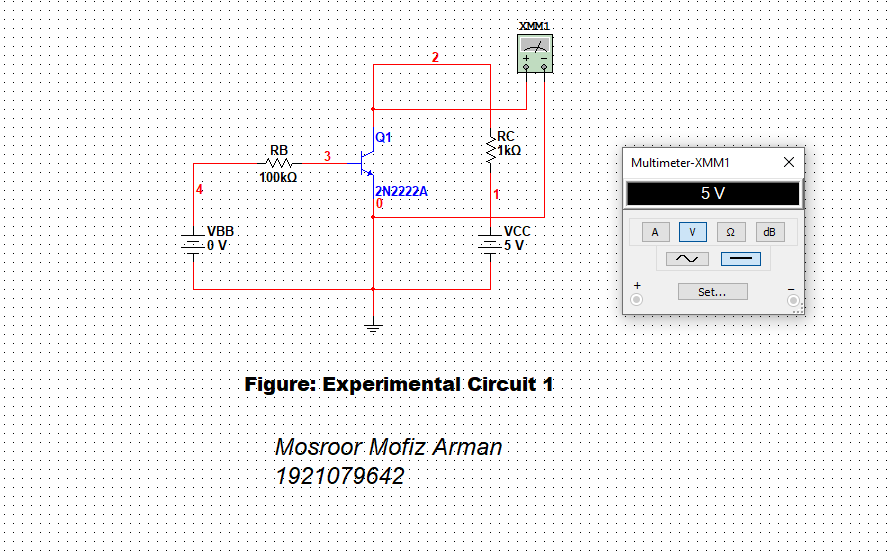 XMM1
+ −
2
Q1
RC
1kΩ
RB
3
100kΩ
4
2N2222A
0
1
VBB
0 V
VCC
5 V
Multimeter-XMM1
5 V
A V Ω dB
+ Set... −
Figure: Experimental Circuit 1
Mosroor Mofiz Arman
1921079642